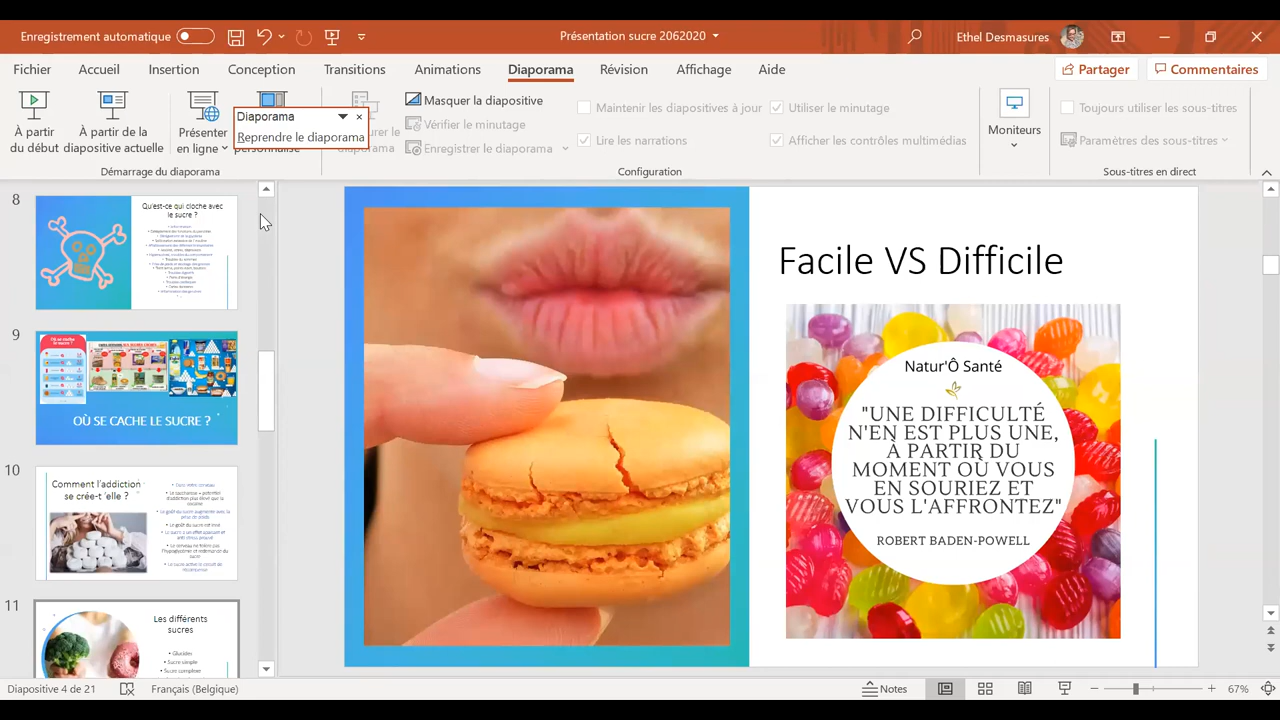 Enregistrement automatique
Présentation sucre 2062020
Ethel Desmasures
Fichier
Accueil
Insertion
Conception
Transitions
Animations
Diaporama
Révision
Affichage
Aide
Partager
Commentaires
À partir
du début
À partir de la
diapositive actuelle
Présenter
en ligne
Diaporama
Reprendre le diaporama
Masquer la diapositive
Vérifier le minutage
Enregistrer le diaporama
Maintenir les diapositives à jour
Lire les narrations
Utiliser le minutage
Afficher les contrôles multimédias
Moniteurs
Toujours utiliser les sous-titres
Paramètres des sous-titres
Démarrage du diaporama
Configuration
Sous-titres en direct
8
Qu'est-ce qui cloche avec
le sucre ?
9
OÙ SE CACHE LE SUCRE ?
10
Comment l'addiction
se crée-t 'elle ?
11
Les différents
sucres
Glucides
Sucre simple
Sucre complexe
Facile VS Difficile
Natur'Ô Santé
"UNE DIFFICULTÉ
N'EN EST PLUS UNE,
À PARTIR DU
MOMENT OÙ VOUS
EN SOURIEZ ET
VOUS L'AFFRONTEZ"
ROBERT BADEN-POWELL
Diapositive 4 de 21
Français (Belgique)
Notes
67%